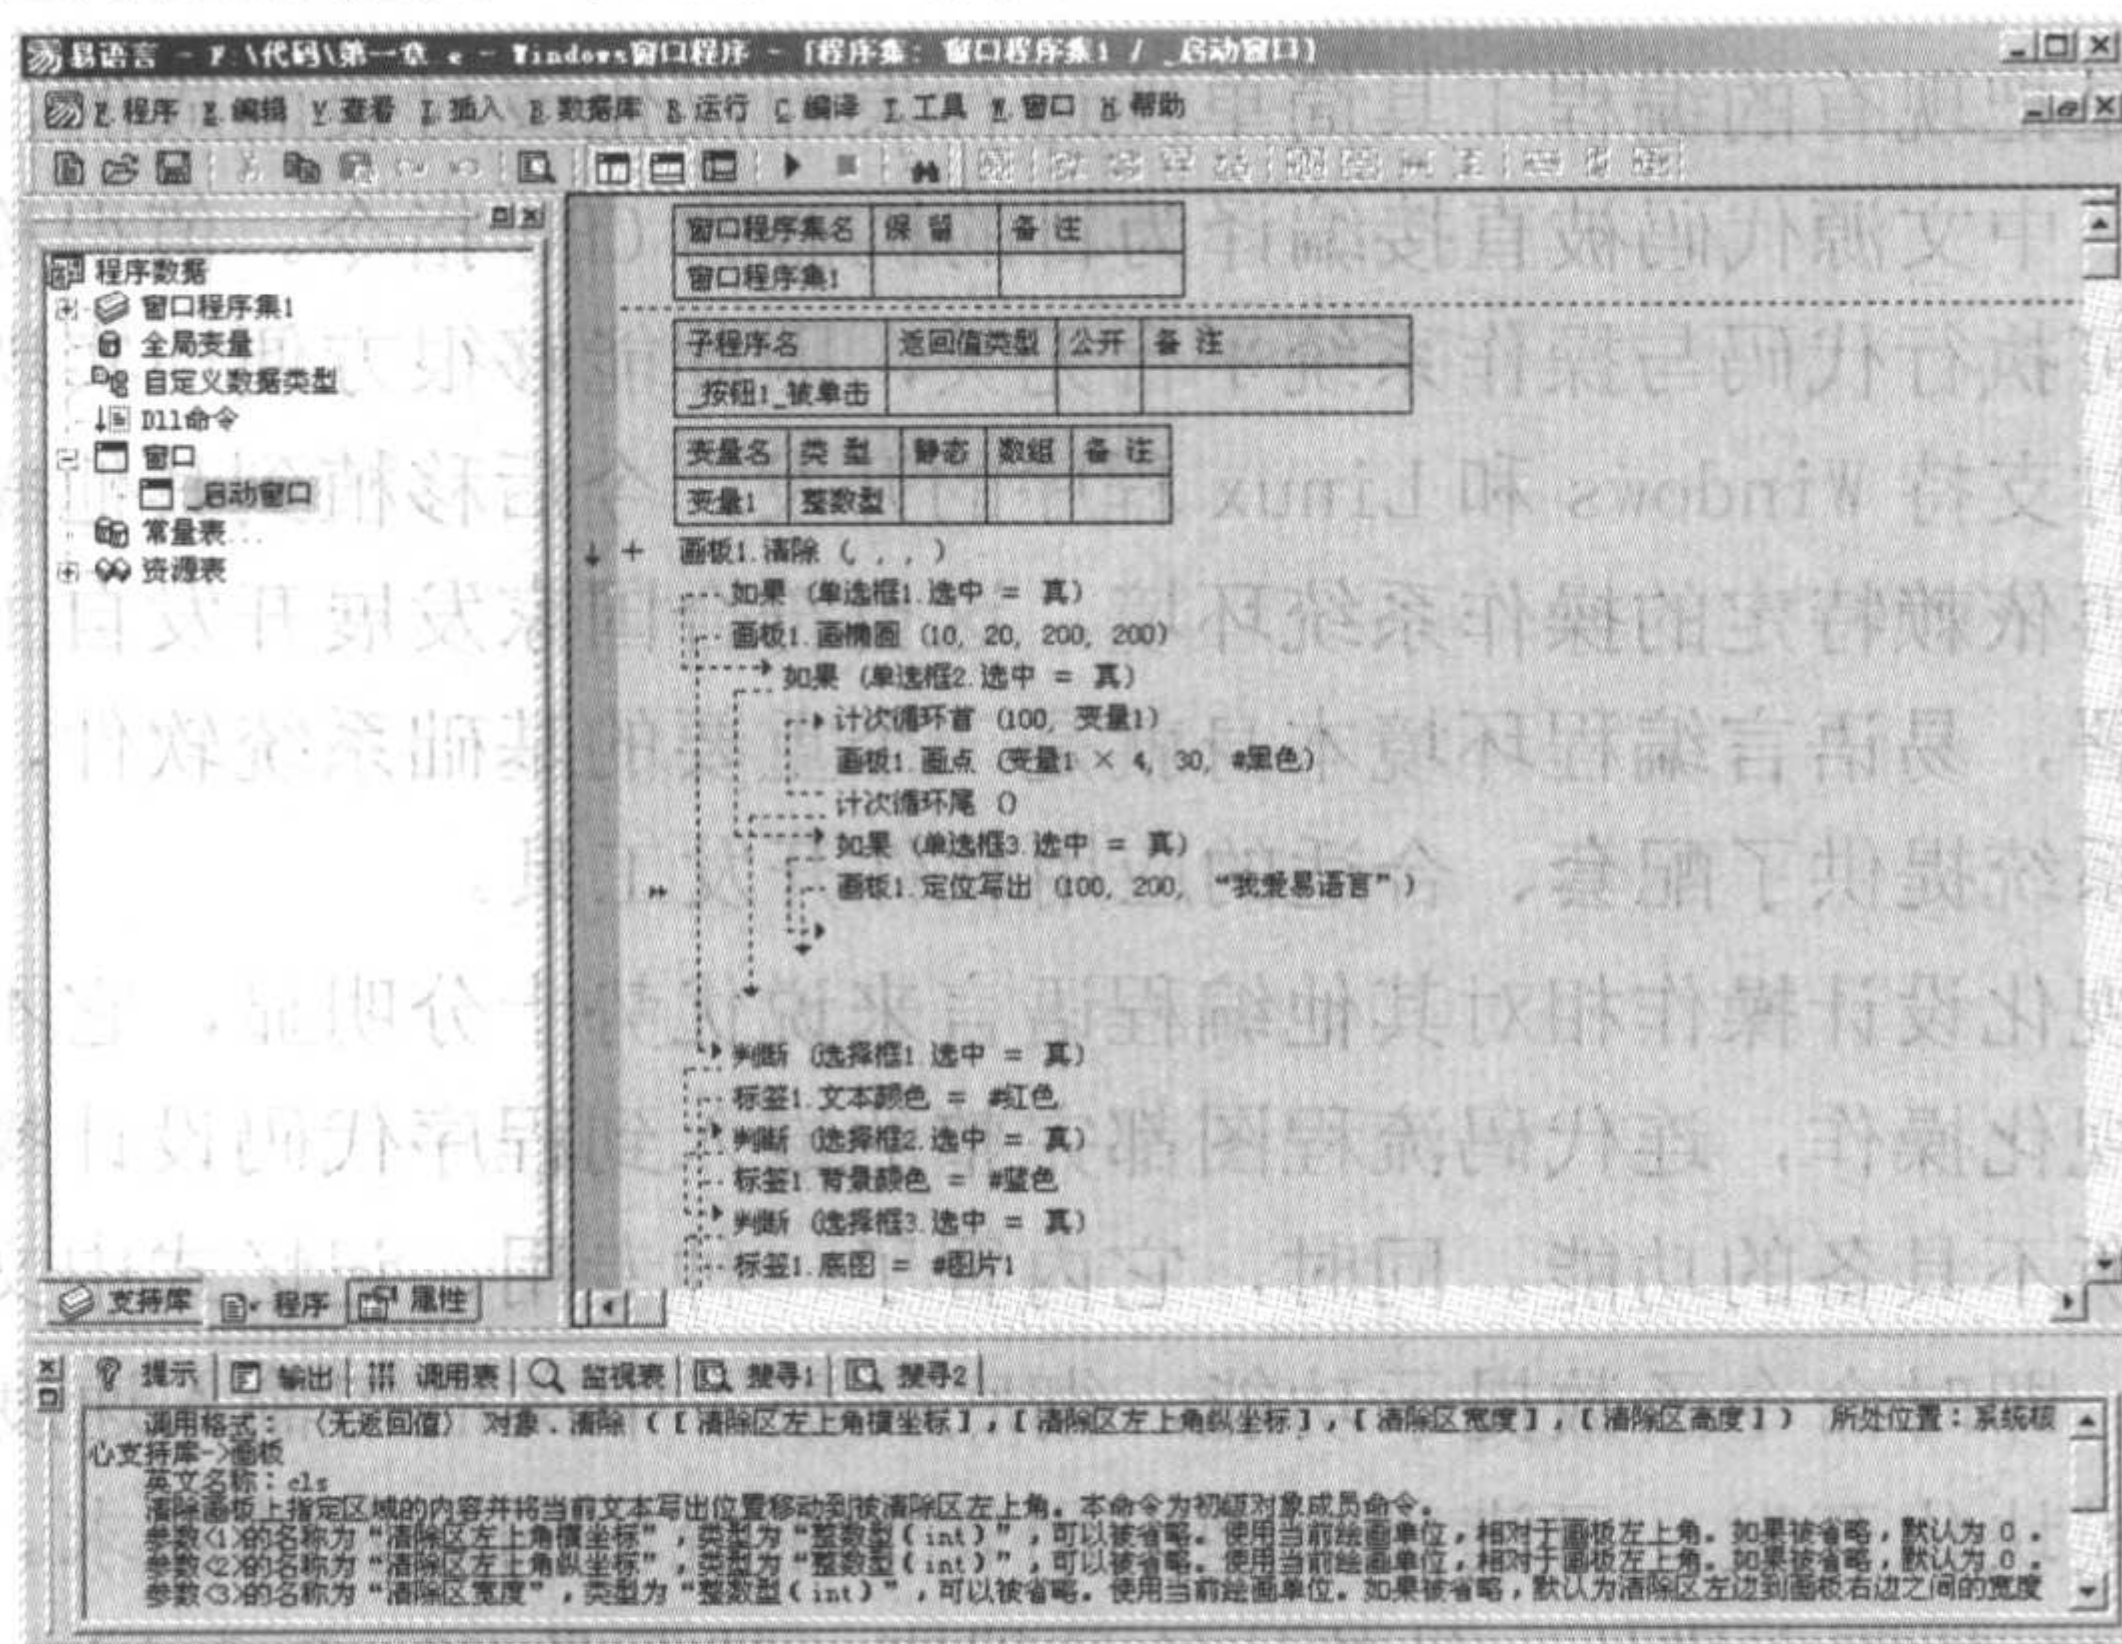 易语言 - F:\代码\第一章.e - Windows窗口程序 - [程序集: 窗口程序集1 / _启动窗口]
F.程序 E.编辑 V.查看 I.插入 B.数据库 R.运行 C.编译 T.工具 W.窗口 H.帮助
程序数据
窗口程序集1
全局变量
自定义数据类型
Dll命令
窗口
_启动窗口
常量表...
资源表
支持库 程序 属性
窗口程序集名 保 留 备 注
窗口程序集1
子程序名 返回值类型 公开 备 注
_按钮1_被单击
变量名 类 型 静态 数组 备 注
变量1 整数型
画板1.清除 (, , , )
如果 (单选框1.选中 = 真)
画板1.画椭圆 (10, 20, 200, 200)
如果 (单选框2.选中 = 真)
计次循环首 (100, 变量1)
画板1.画点 (变量1 × 4, 30, #黑色)
计次循环尾 ()
如果 (单选框3.选中 = 真)
画板1.定位写出 (100, 200, “我爱易语言”)
判断 (选择框1.选中 = 真)
标签1.文本颜色 = #红色
判断 (选择框2.选中 = 真)
标签1.背景颜色 = #蓝色
判断 (选择框3.选中 = 真)
标签1.底图 = #图片1
提示 输出 调用表 监视表 搜寻1 搜寻2
调用格式: 〈无返回值〉 对象.清除 ([清除区左上角横坐标],[清除区左上角纵坐标],[清除区宽度],[清除区高度]) 所处位置:系统核
心支持库->画板
英文名称:cls
清除画板上指定区域的内容并将当前文本写出位置移动到被清除区左上角。本命令为初级对象成员命令。
参数<1>的名称为“清除区左上角横坐标”,类型为“整数型(int)”,可以被省略。使用当前绘画单位,相对于画板左上角。如果被省略,默认为 0 。
参数<2>的名称为“清除区左上角纵坐标”,类型为“整数型(int)”,可以被省略。使用当前绘画单位,相对于画板左上角。如果被省略,默认为 0 。
参数<3>的名称为“清除区宽度”,类型为“整数型(int)”,可以被省略。使用当前绘画单位。如果被省略,默认为清除区左边到画板右边之间的宽度